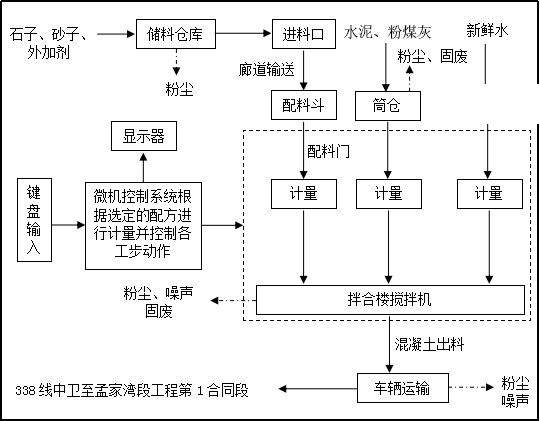 石子、砂子、
外加剂
储料仓库
进料口
水泥、粉煤灰
新鲜水
粉尘
廊道输送
粉尘、固废
配料斗
筒仓
显示器
配料门
键
盘
输
入
微机控制系统根
据选定的配方进
行计量并控制各
工步动作
计量
计量
计量
粉尘、噪声
固废
拌合楼搅拌机
混凝土出料
338 线中卫至孟家湾段工程第 1 合同段
车辆运输
粉尘
噪声